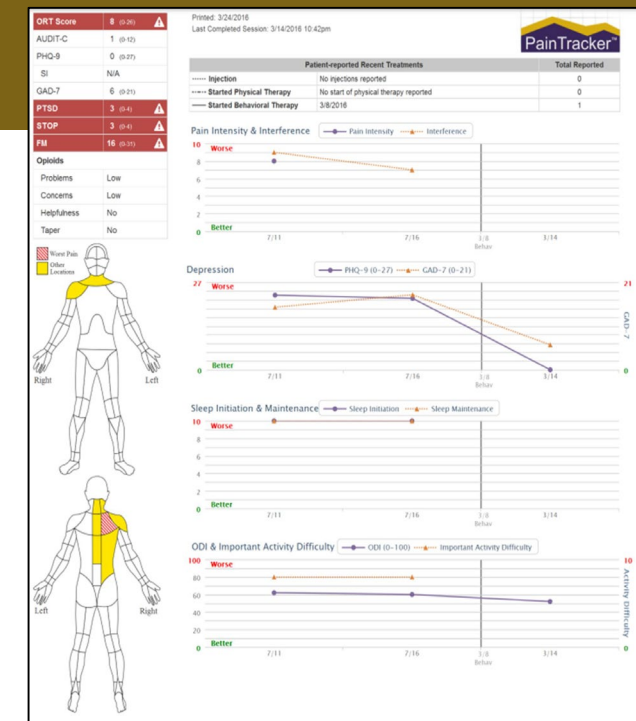 ORT Score 8 (0-26)
AUDIT-C 1 (0-12)
PHQ-9 0 (0-27)
SI N/A
GAD-7 6 (0-21)
PTSD 3 (0-4)
STOP 3 (0-4)
FM 16 (0-31)
Opioids
Problems Low
Concerns Low
Helpfulness No
Taper No
Worst Pain
Other Locations
Right Left
Left Right
Printed: 3/24/2016
Last Completed Session: 3/14/2016 10:42pm
PainTracker™
Patient-reported Recent Treatments Total Reported
Injection No injections reported 0
Started Physical Therapy No start of physical therapy reported 0
Started Behavioral Therapy 3/8/2016 1
Pain Intensity & Interference Pain Intensity Interference
10 Worse
8
6
4
2
0 Better
7/11 7/16 3/8 3/14
Behav
Depression PHQ-9 (0-27) GAD-7 (0-21)
27 Worse 21
GAD-7
0 Better 0
7/11 7/16 3/8 3/14
Behav
Sleep Initiation & Maintenance Sleep Initiation Sleep Maintenance
10 Worse
8
6
4
2
0 Better
7/11 7/16 3/8 3/14
Behav
ODI & Important Activity Difficulty ODI (0-100) Important Activity Difficulty
100 Worse 10
80
60
40
20
Activity Difficulty
0 Better 0
7/11 7/16 3/8 3/14
Behav